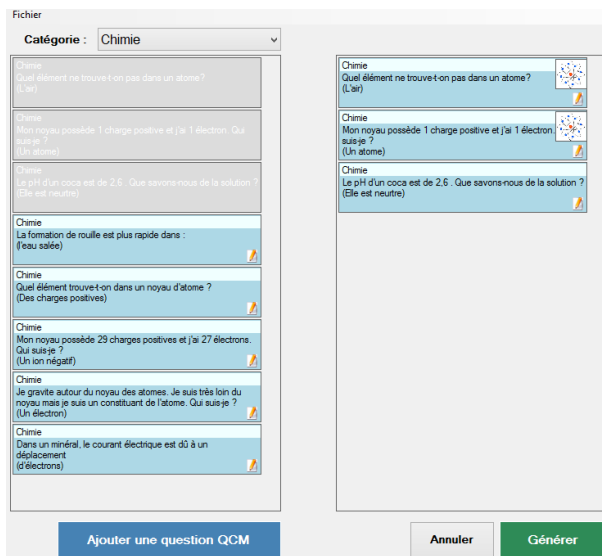 Fichier
Catégorie : Chimie
Chimie
Quel élément ne trouve-t-on pas dans un atome?
(L'air)
Chimie
Mon noyau possède 1 charge positive et j'ai 1 électron. Qui
suis-je ?
(Un atome)
Chimie
Le pH d'un coca est de 2,6 . Que savons-nous de la solution ?
(Elle est neurtre)
Chimie
La formation de rouille est plus rapide dans :
(l'eau salée)
Chimie
Quel élément trouve-t-on dans un noyau d'atome ?
(Des charges positives)
Chimie
Mon noyau possède 29 charges positives et j'ai 27 électrons.
Qui suis-je ?
(Un ion négatif)
Chimie
Je gravite autour du noyau des atomes. Je suis très loin du
noyau mais je suis un constituant de l'atome. Qui suis-je ?
(Un électron)
Chimie
Dans un minéral, le courant électrique est dû à un
déplacement
(d'électrons)
Chimie
Quel élément ne trouve-t-on pas dans un atome?
(L'air)
Chimie
Mon noyau possède 1 charge positive et j'ai 1 électron.
suis-je ?
(Un atome)
Chimie
Le pH d'un coca est de 2,6 . Que savons-nous de la solution ?
(Elle est neurtre)
Ajouter une question QCM
Annuler
Générer